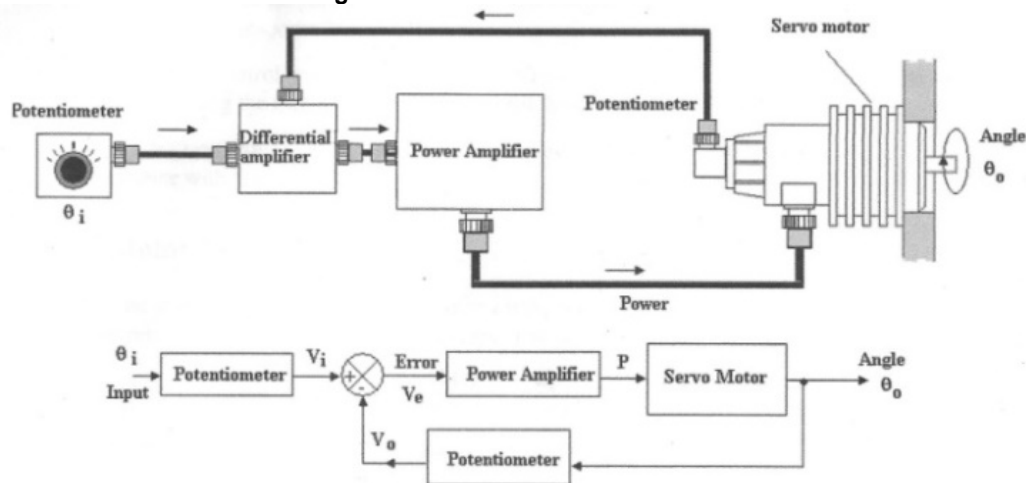 Servo motor
Potentiometer
Potentiometer
Differential
amplifier
Power Amplifier
Angle
θo
θi
Power
θi
Input
Potentiometer
Vi
+
-
Error
Ve
Power Amplifier
P
Servo Motor
Angle
θo
Vo
Potentiometer